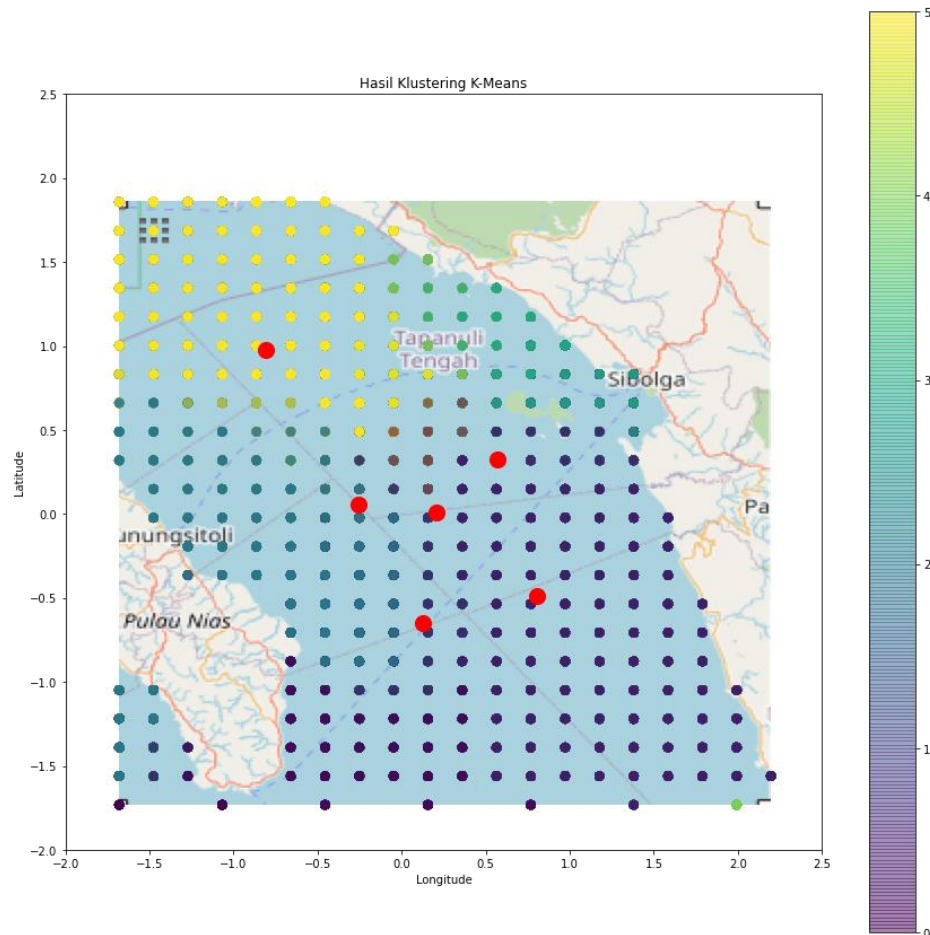 Hasil Klustering K-Means
5
4
3
2
1
0
2.5
2.0
1.5
1.0
0.5
0.0
−0.5
−1.0
−1.5
−2.0
Latitude
Tapanuli
Tengah
Sibolga
Pa
unungsitoli
Pulau Nias
−2.0 −1.5 −1.0 −0.5 0.0 0.5 1.0 1.5 2.0 2.5
Longitude